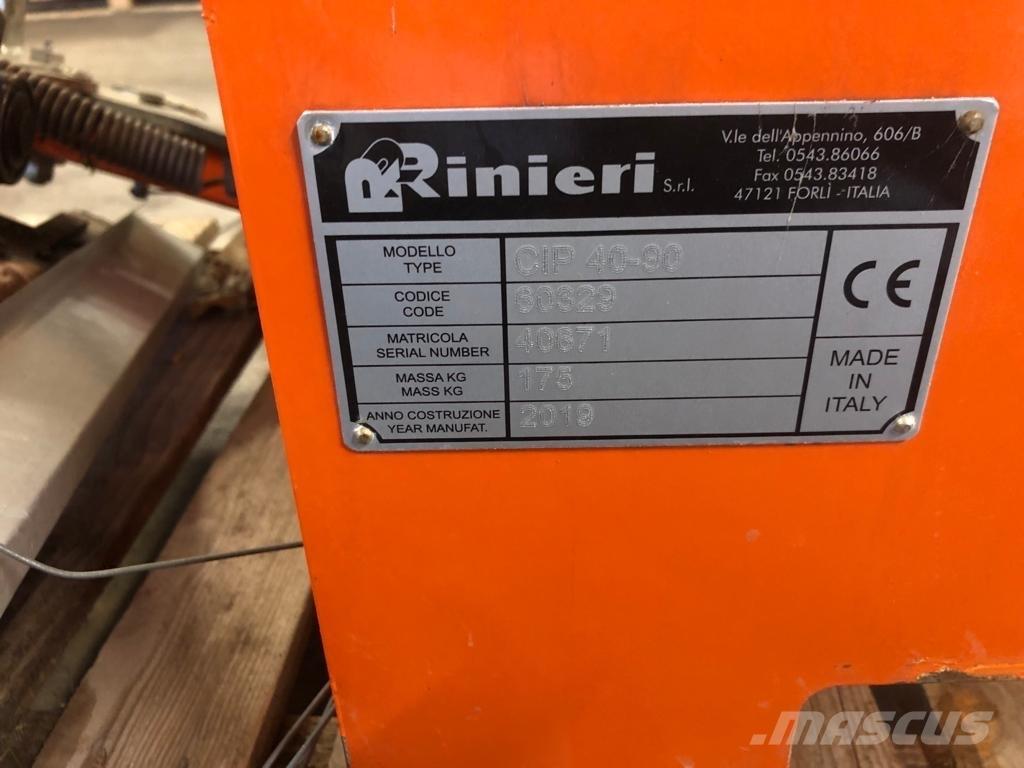 Rinieri S.r.l.
V.le dell'Appennino, 606/B
Tel. 0543.86066
Fax 0543.83418
47121 FORLÌ - ITALIA
MODELLO
TYPE
CIP 40-80
CODICE
CODE
60329
MATRICOLA
SERIAL NUMBER
40671
MASSA KG
MASS KG
175
ANNO COSTRUZIONE
YEAR MANUFAT.
2019
CE
MADE
IN
ITALY
MASCUS